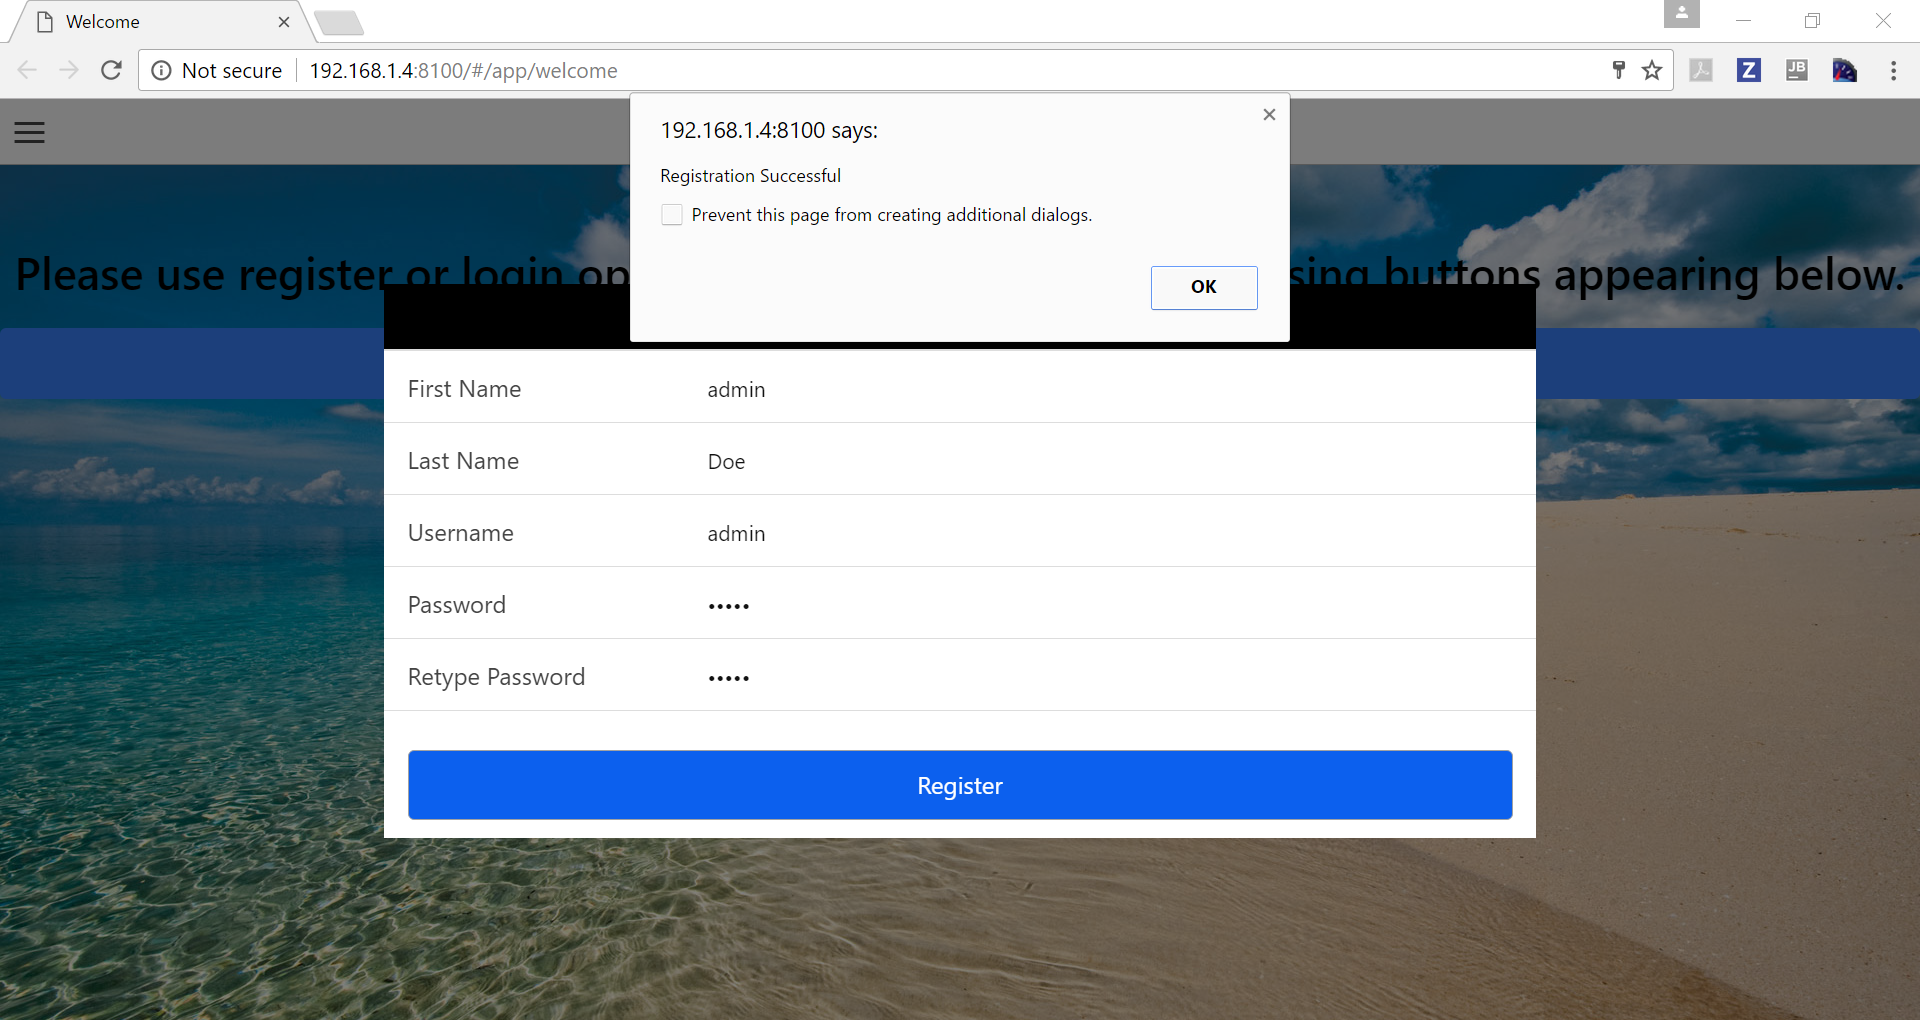 Welcome
Not secure
192.168.1.4:8100/#/app/welcome
Z
JB
192.168.1.4:8100 says:
Registration Successful
Prevent this page from creating additional dialogs.
OK
Please use register or login op
sing buttons appearing below.
First Name admin
Last Name Doe
Username admin
Password •••••
Retype Password •••••
Register